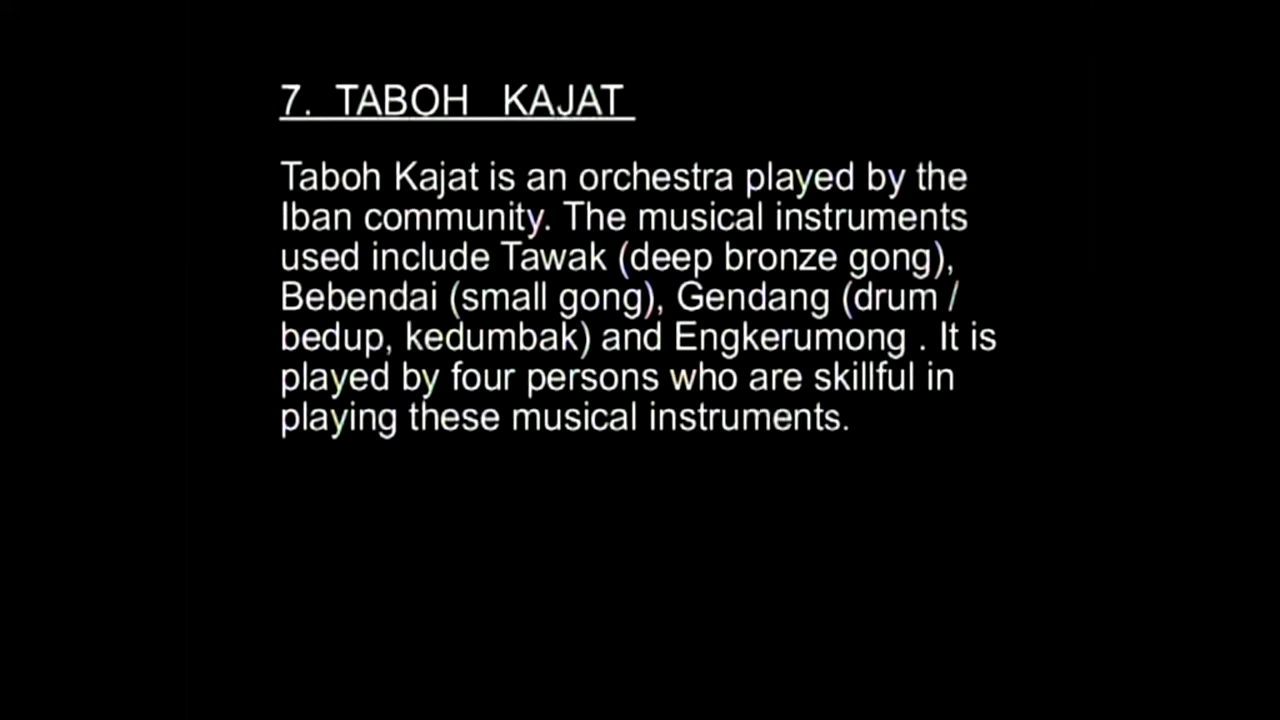 7. TABOH KAJAT
Taboh Kajat is an orchestra played by the
Iban community. The musical instruments
used include Tawak (deep bronze gong),
Bebendai (small gong), Gendang (drum /
bedup, kedumbak) and Engkerumong . It is
played by four persons who are skillful in
playing these musical instruments.